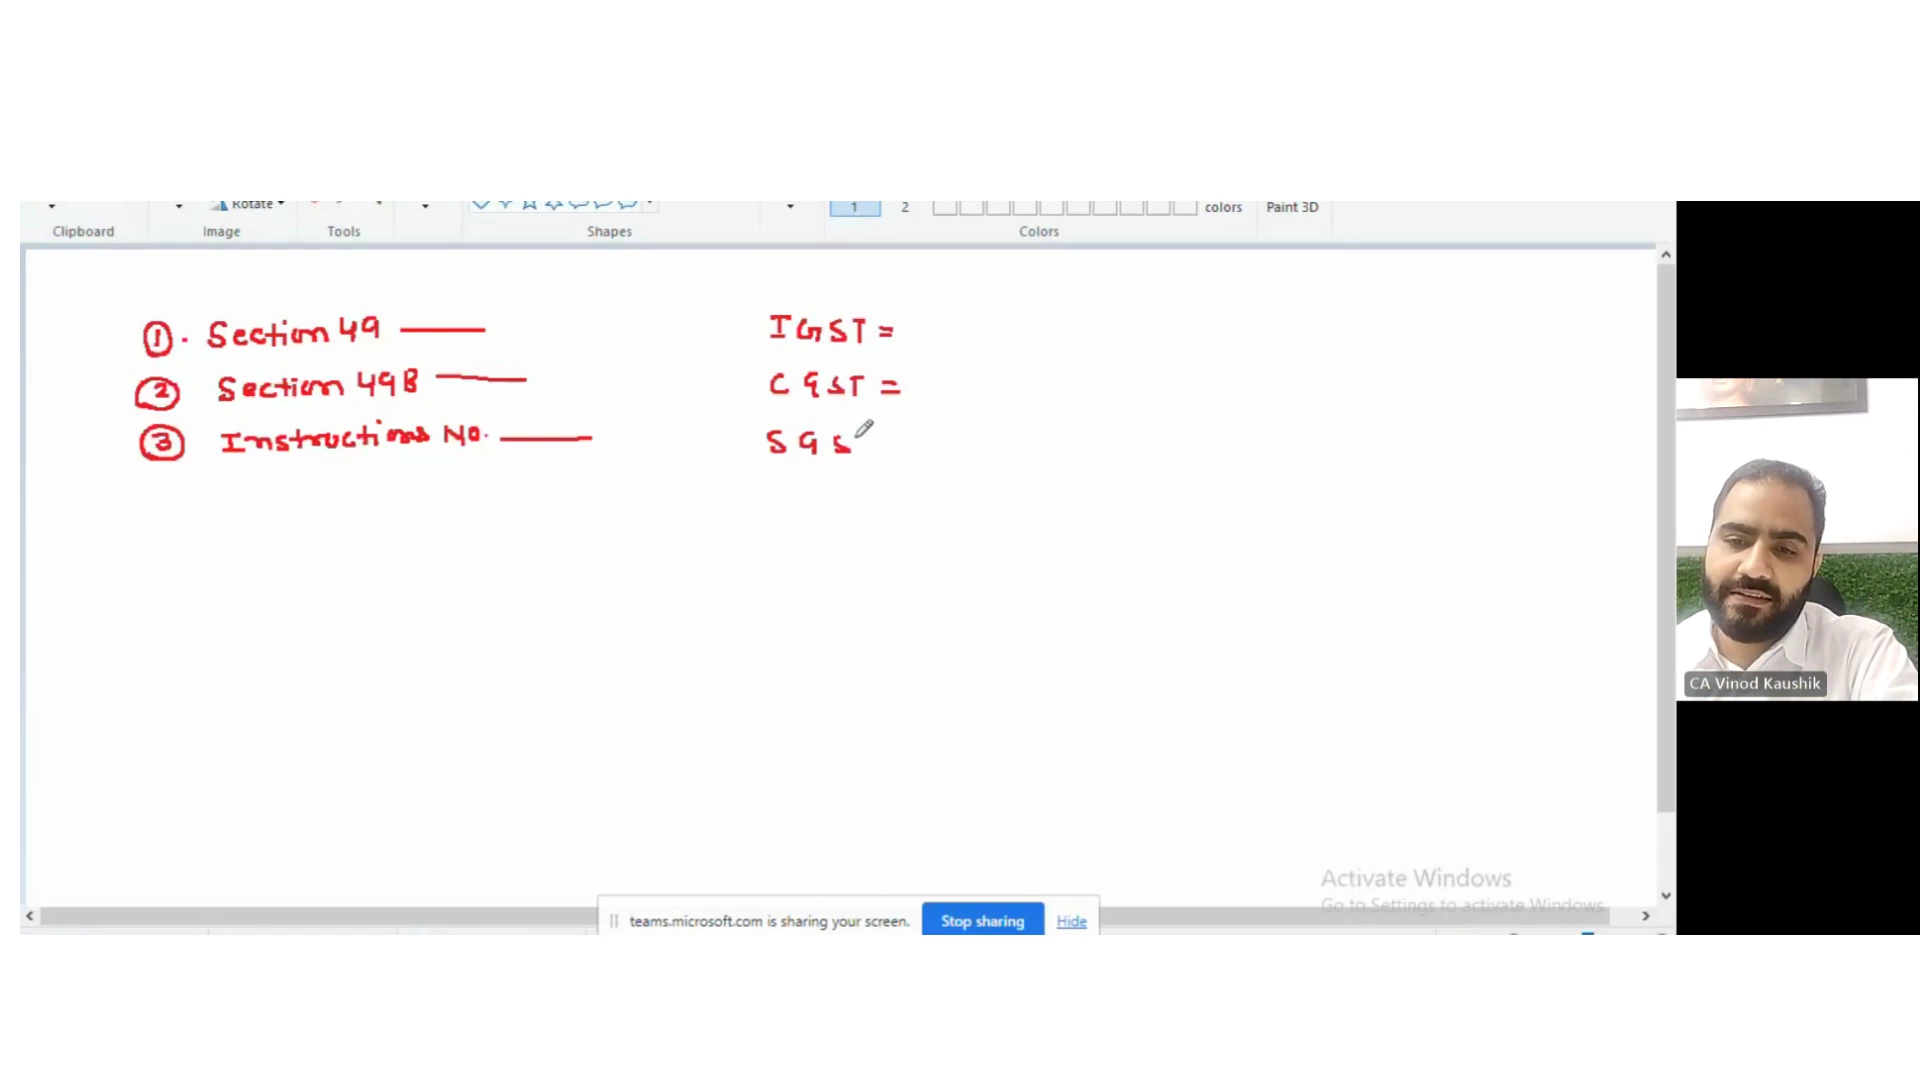 Rotate
1 2 colors Paint 3D
Clipboard Image Tools Shapes Colors
① . Section 49 —— IGST =
② Section 49B —— CGST =
③ Instructions No. —— SGS
CA Vinod Kaushik
Activate Windows
Go to Settings to activate Windows.
teams.microsoft.com is sharing your screen. Stop sharing Hide